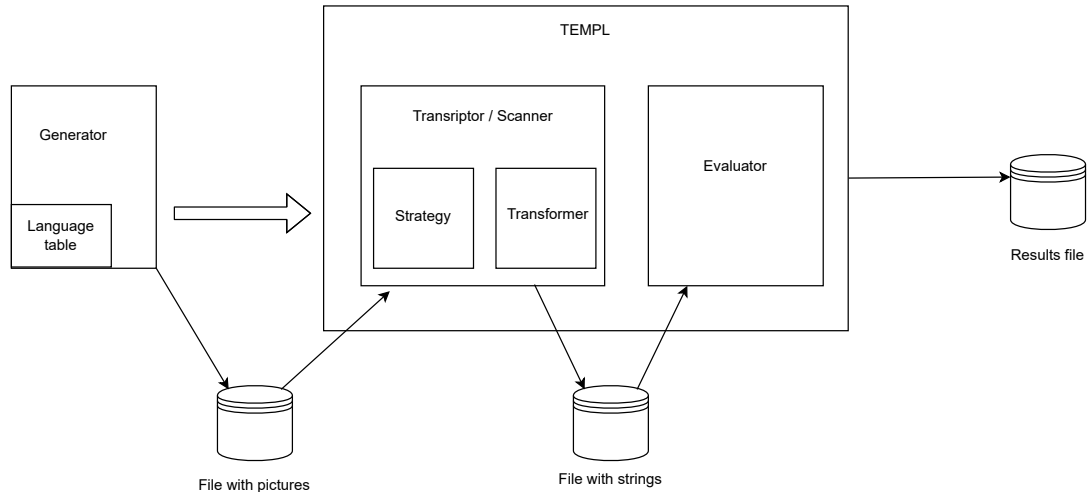 TEMPL
Generator
Language
table
Transriptor / Scanner
Strategy
Transformer
Evaluator
Results file
File with pictures
File with strings